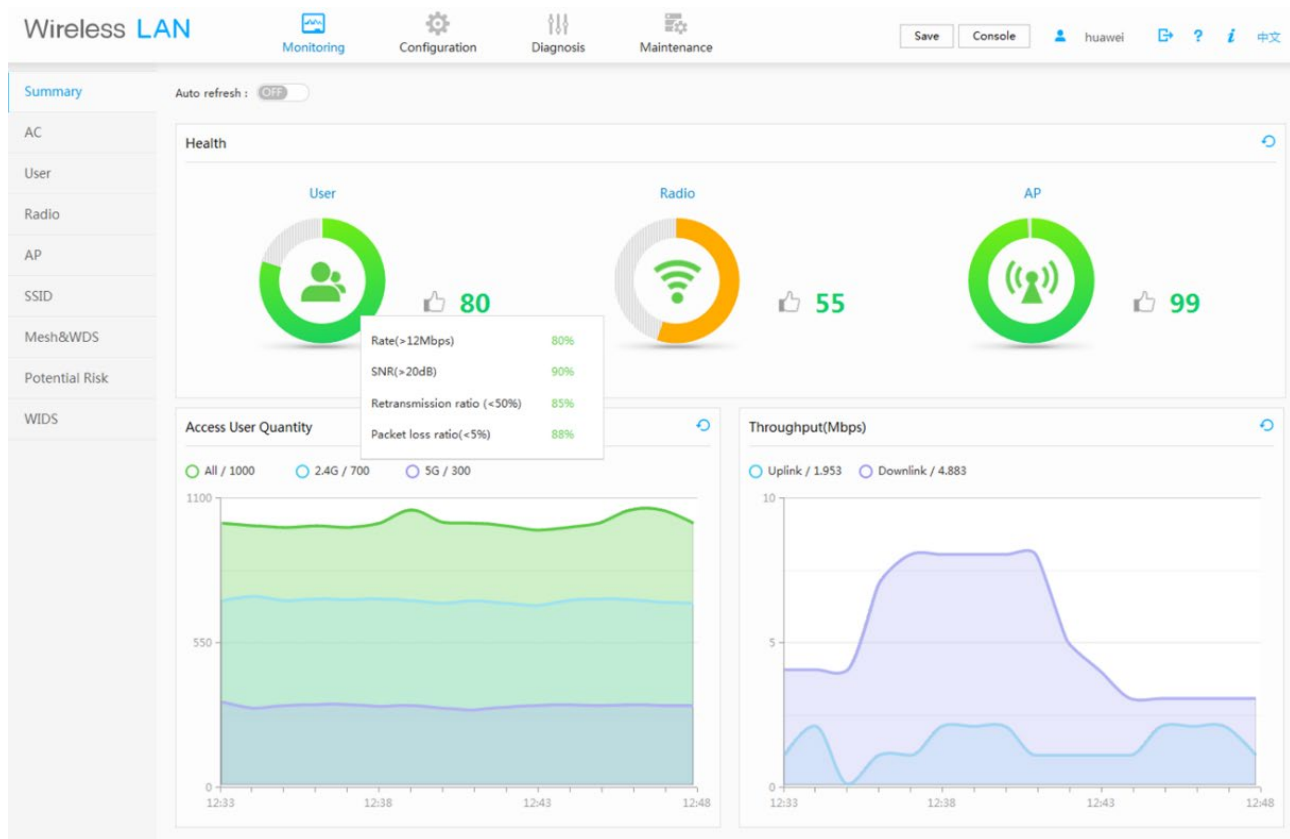 Wireless LAN
Monitoring Configuration Diagnosis Maintenance
Save Console huawei ? i 中文
Summary
AC
User
Radio
AP
SSID
Mesh&WDS
Potential Risk
WIDS
Auto refresh : OFF
Health
User Radio AP
80 55 99
Rate(>12Mbps) 80%
SNR(>20dB) 90%
Retransmission ratio (<50%) 85%
Packet loss ratio(<5%) 88%
Access User Quantity
All / 1000 2.4G / 700 5G / 300
1100
550
0
12:33 12:38 12:43 12:48
Throughput(Mbps)
Uplink / 1.953 Downlink / 4.883
10
5
0
12:33 12:38 12:43 12:48